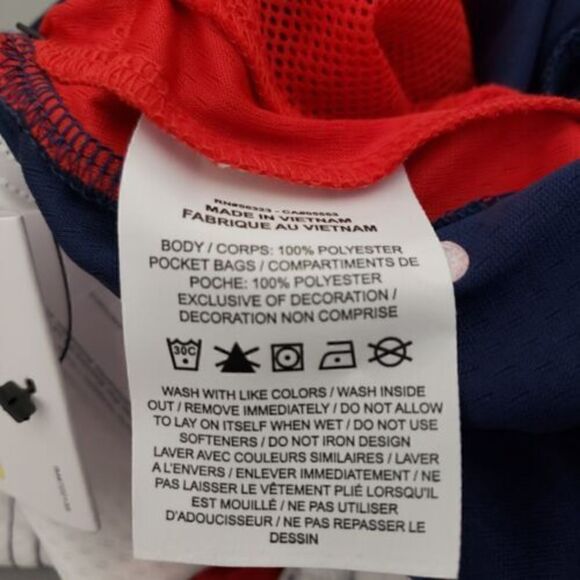 RN#56323 - CA#05553
MADE IN VIETNAM
FABRIQUE AU VIETNAM
BODY / CORPS: 100% POLYESTER
POCKET BAGS / COMPARTIMENTS DE
POCHE: 100% POLYESTER
EXCLUSIVE OF DECORATION /
DECORATION NON COMPRISE
30C
WASH WITH LIKE COLORS / WASH INSIDE
OUT / REMOVE IMMEDIATELY / DO NOT ALLOW
TO LAY ON ITSELF WHEN WET / DO NOT USE
SOFTENERS / DO NOT IRON DESIGN
LAVER AVEC COULEURS SIMILAIRES / LAVER
A L'ENVERS / ENLEVER IMMEDIATEMENT / NE
PAS LAISSER LE VÊTEMENT PLIÉ LORSQU'IL
EST MOUILLÉ / NE PAS UTILISER
D'ADOUCISSEUR / NE PAS REPASSER LE
DESSIN